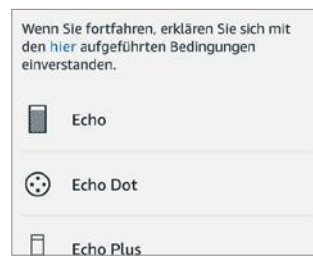 Wenn Sie fortfahren, erklären Sie sich mit
den hier aufgeführten Bedingungen
einverstanden.
Echo
Echo Dot
Echo Plus